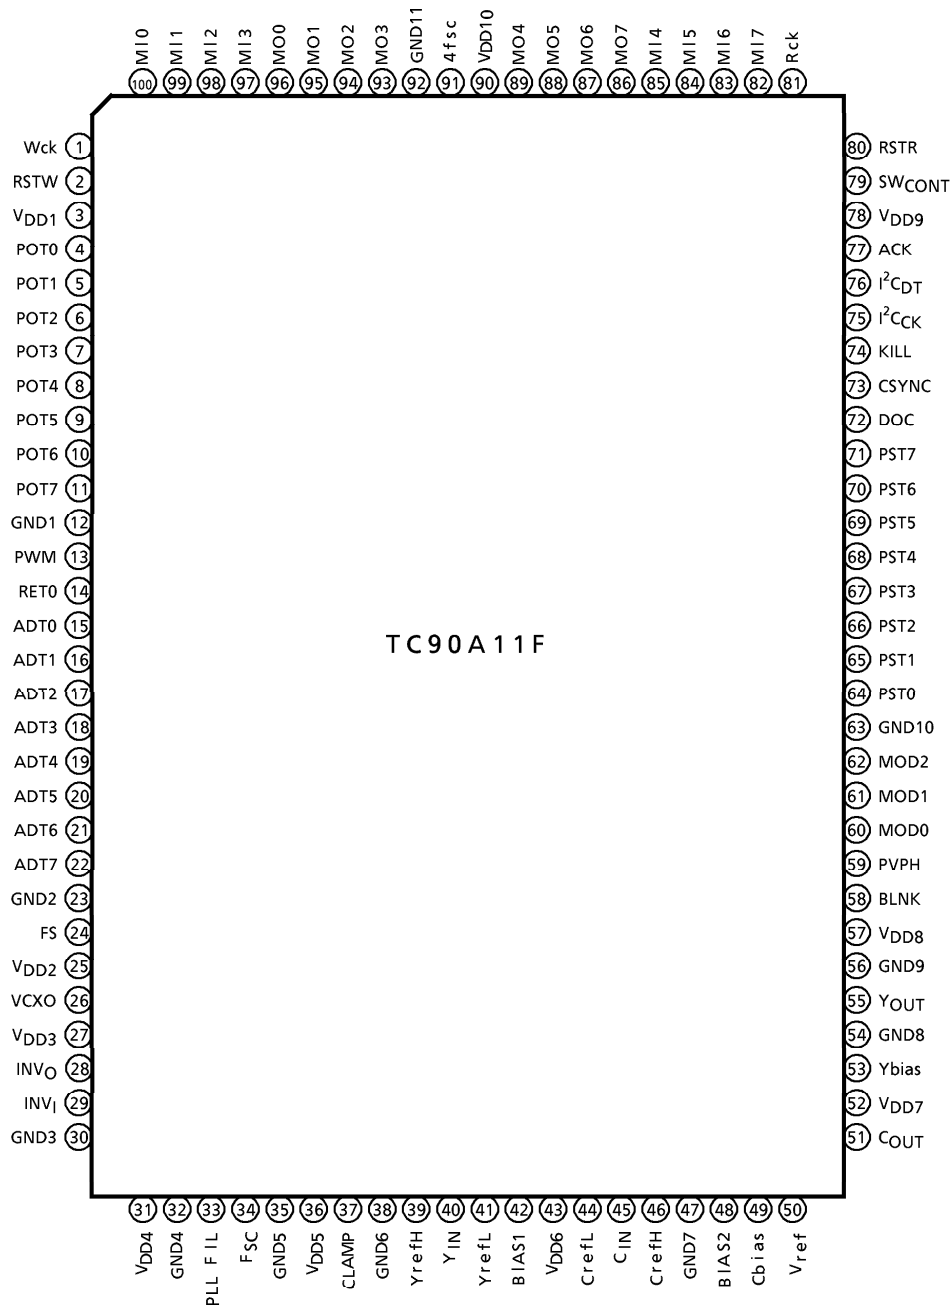 MI0 MI1 MI2 MI3 MO0 MO1 MO2 MO3 GND11 4fsc VDD10 MO4 MO5 MO6 MO7 MI4 MI5 MI6 MI7 Rck
100 99 98 97 96 95 94 93 92 91 90 89 88 87 86 85 84 83 82 81
Wck 1 80 RSTR
RSTW 2 79 SWCONT
VDD1 3 78 VDD9
POT0 4 77 ACK
POT1 5 76 I²CDT
POT2 6 75 I²CCK
POT3 7 74 KILL
POT4 8 73 CSYNC
POT5 9 72 DOC
POT6 10 71 PST7
POT7 11 70 PST6
GND1 12 69 PST5
PWM 13 68 PST4
RET0 14 67 PST3
ADT0 15 66 PST2
TC90A11F
ADT1 16 65 PST1
ADT2 17 64 PST0
ADT3 18 63 GND10
ADT4 19 62 MOD2
ADT5 20 61 MOD1
ADT6 21 60 MOD0
ADT7 22 59 PVPH
GND2 23 58 BLNK
FS 24 57 VDD8
VDD2 25 56 GND9
VCXO 26 55 YOUT
VDD3 27 54 GND8
INVO 28 53 Ybias
INVI 29 52 VDD7
GND3 30 51 COUT
31 32 33 34 35 36 37 38 39 40 41 42 43 44 45 46 47 48 49 50
VDD4 GND4 PLL FIL FSC GND5 VDD5 CLAMP GND6 YrefH YIN YrefL BIAS1 VDD6 CrefL CIN CrefH GND7 BIAS2 Cbias Vref